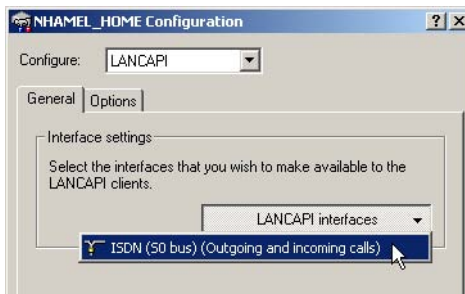 NHAMEL_HOME Configuration
Configure: LANCAPI
General Options
Interface settings
Select the interfaces that you wish to make available to the
LANCAPI clients.
LANCAPI interfaces
ISDN (S0 bus) (Outgoing and incoming calls)